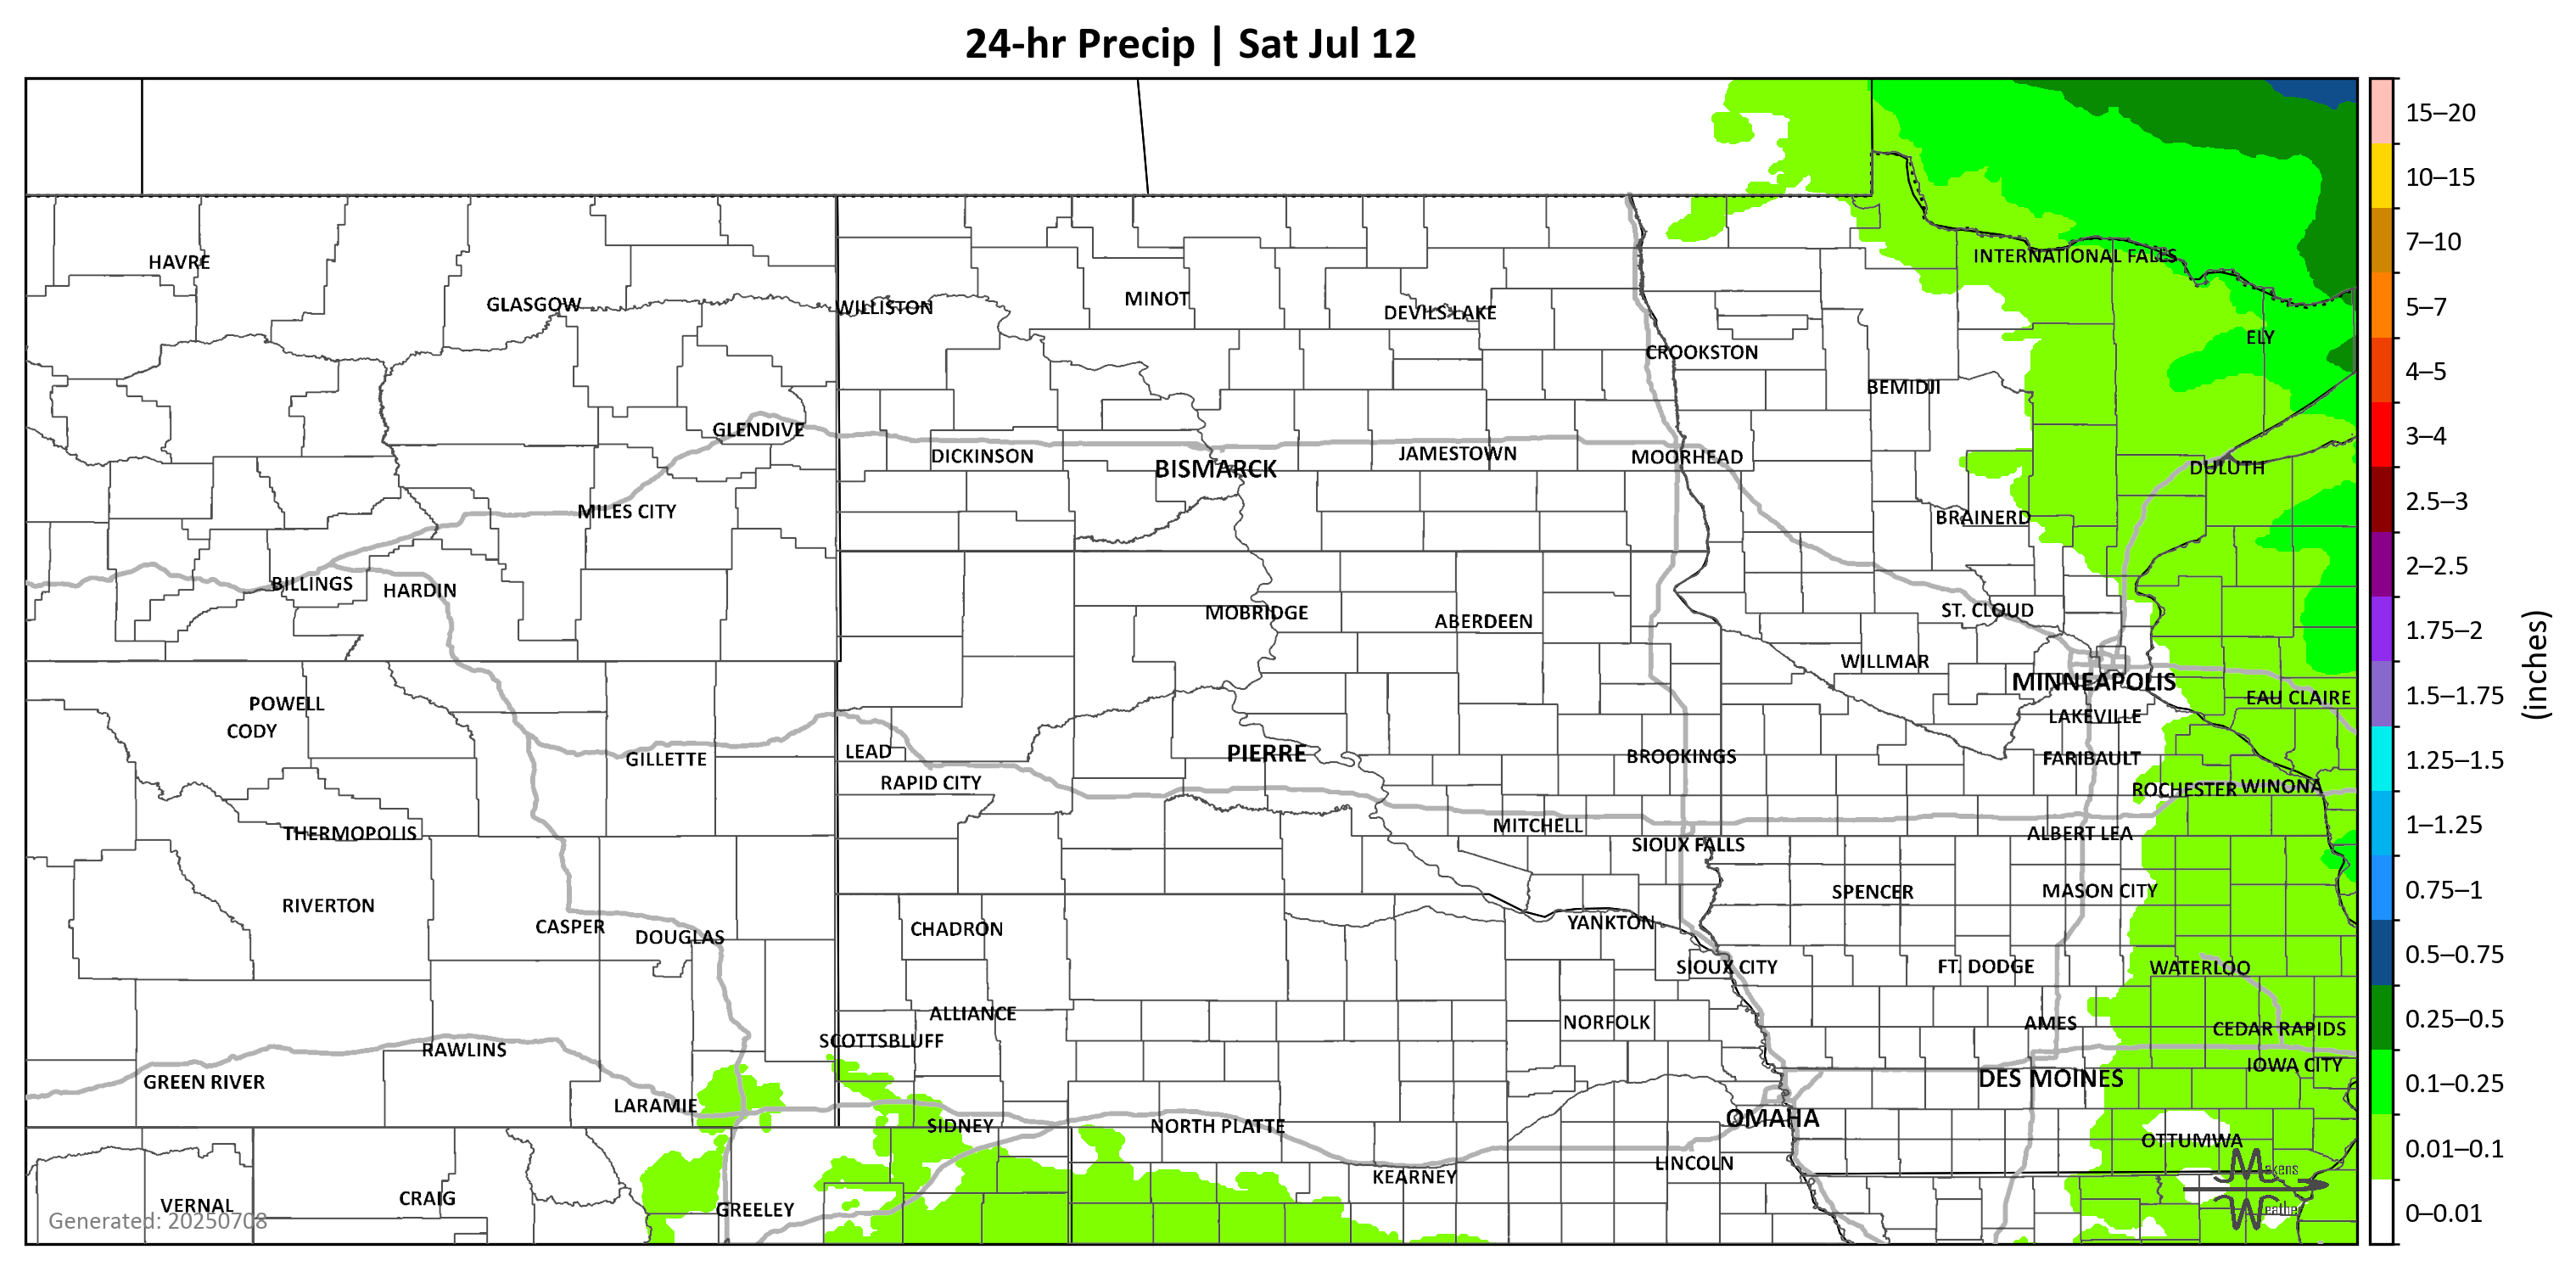 24-hr Precip | Sat Jul 12
15–20
10–15
7–10
5–7
4–5
3–4
2.5–3
2–2.5
1.75–2
1.5–1.75
1.25–1.5
1–1.25
0.75–1
0.5–0.75
0.25–0.5
0.1–0.25
0.01–0.1
0–0.01
(inches)
HAVRE
INTERNATIONAL FALLS
GLASGOW
WILLISTON
MINOT
DEVILS LAKE
ELY
CROOKSTON
BEMIDJI
GLENDIVE
DICKINSON
BISMARCK
JAMESTOWN
MOORHEAD
DULUTH
MILES CITY
BRAINERD
BILLINGS
HARDIN
MOBRIDGE
ABERDEEN
ST. CLOUD
WILLMAR
MINNEAPOLIS
EAU CLAIRE
POWELL
CODY
LAKEVILLE
GILLETTE
LEAD
PIERRE
BROOKINGS
FARIBAULT
RAPID CITY
ROCHESTER
WINONA
THERMOPOLIS
MITCHELL
ALBERT LEA
SIOUX FALLS
RIVERTON
SPENCER
MASON CITY
CASPER
DOUGLAS
CHADRON
YANKTON
SIOUX CITY
FT. DODGE
WATERLOO
ALLIANCE
NORFOLK
AMES
CEDAR RAPIDS
SCOTTSBLUFF
RAWLINS
IOWA CITY
GREEN RIVER
DES MOINES
LARAMIE
SIDNEY
NORTH PLATTE
OMAHA
OTTUMWA
LINCOLN
KEARNEY
VERNAL
CRAIG
GREELEY
Makens
Weather
Generated: 20250708